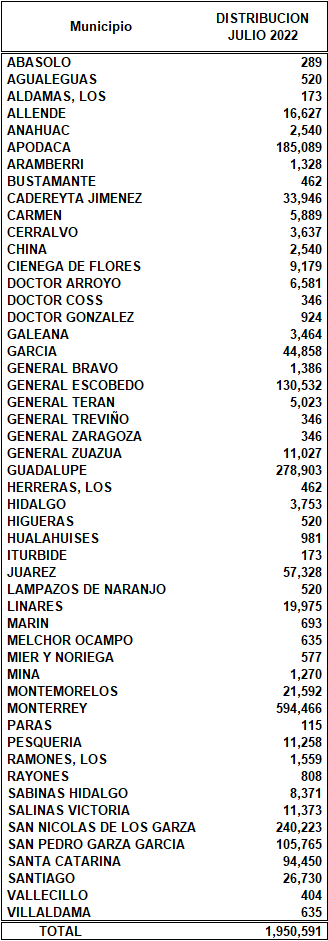 Municipio DISTRIBUCION JULIO 2022
ABASOLO 289
AGUALEGUAS 520
ALDAMAS, LOS 173
ALLENDE 16,627
ANAHUAC 2,540
APODACA 185,089
ARAMBERRI 1,328
BUSTAMANTE 462
CADEREYTA JIMENEZ 33,946
CARMEN 5,889
CERRALVO 3,637
CHINA 2,540
CIENEGA DE FLORES 9,179
DOCTOR ARROYO 6,581
DOCTOR COSS 346
DOCTOR GONZALEZ 924
GALEANA 3,464
GARCIA 44,858
GENERAL BRAVO 1,386
GENERAL ESCOBEDO 130,532
GENERAL TERAN 5,023
GENERAL TREVIÑO 346
GENERAL ZARAGOZA 346
GENERAL ZUAZUA 11,027
GUADALUPE 278,903
HERRERAS, LOS 462
HIDALGO 3,753
HIGUERAS 520
HUALAHUISES 981
ITURBIDE 173
JUAREZ 57,328
LAMPAZOS DE NARANJO 520
LINARES 19,975
MARIN 693
MELCHOR OCAMPO 635
MIER Y NORIEGA 577
MINA 1,270
MONTEMORELOS 21,592
MONTERREY 594,466
PARAS 115
PESQUERIA 11,258
RAMONES, LOS 1,559
RAYONES 808
SABINAS HIDALGO 8,371
SALINAS VICTORIA 11,373
SAN NICOLAS DE LOS GARZA 240,223
SAN PEDRO GARZA GARCIA 105,765
SANTA CATARINA 94,450
SANTIAGO 26,730
VALLECILLO 404
VILLALDAMA 635
TOTAL 1,950,591